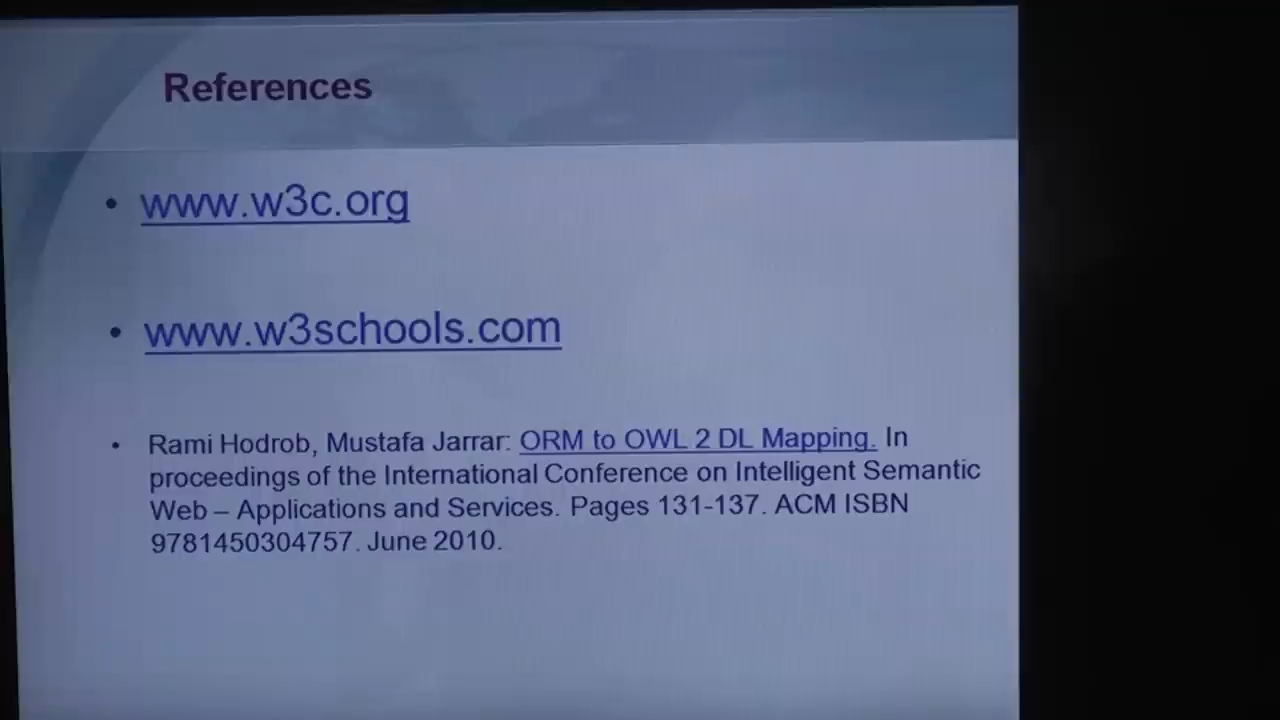 References
• www.w3c.org
• www.w3schools.com
• Rami Hodrob, Mustafa Jarrar: ORM to OWL 2 DL Mapping. In
proceedings of the International Conference on Intelligent Semantic
Web – Applications and Services. Pages 131-137. ACM ISBN
9781450304757. June 2010.